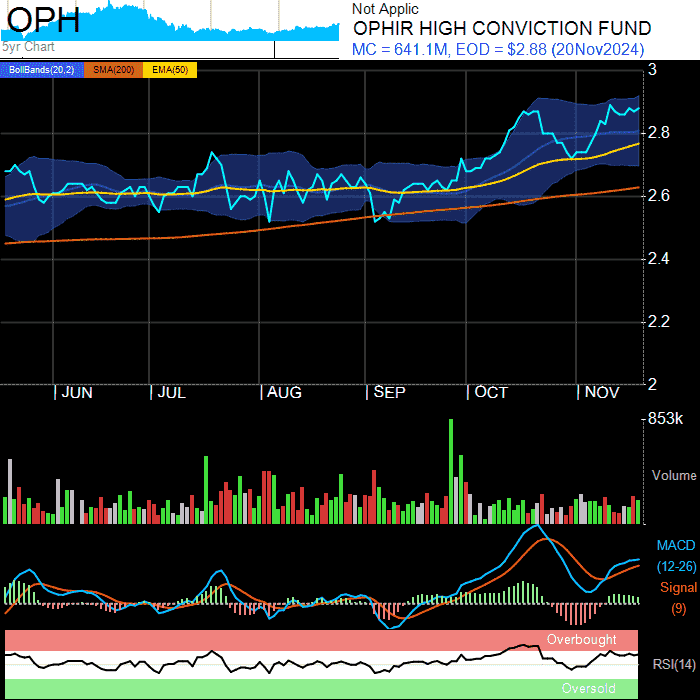 OPH
5yr Chart
Not Applic
OPHIR HIGH CONVICTION FUND
MC = 641.1M, EOD = $2.88 (20Nov2024)
BollBands(20,2) SMA(200) EMA(50)
3
2.8
2.6
2.4
2.2
2
JUN JUL AUG SEP OCT NOV
853k
Volume
MACD
(12-26)
Signal
(9)
Overbought
RSI(14)
Oversold